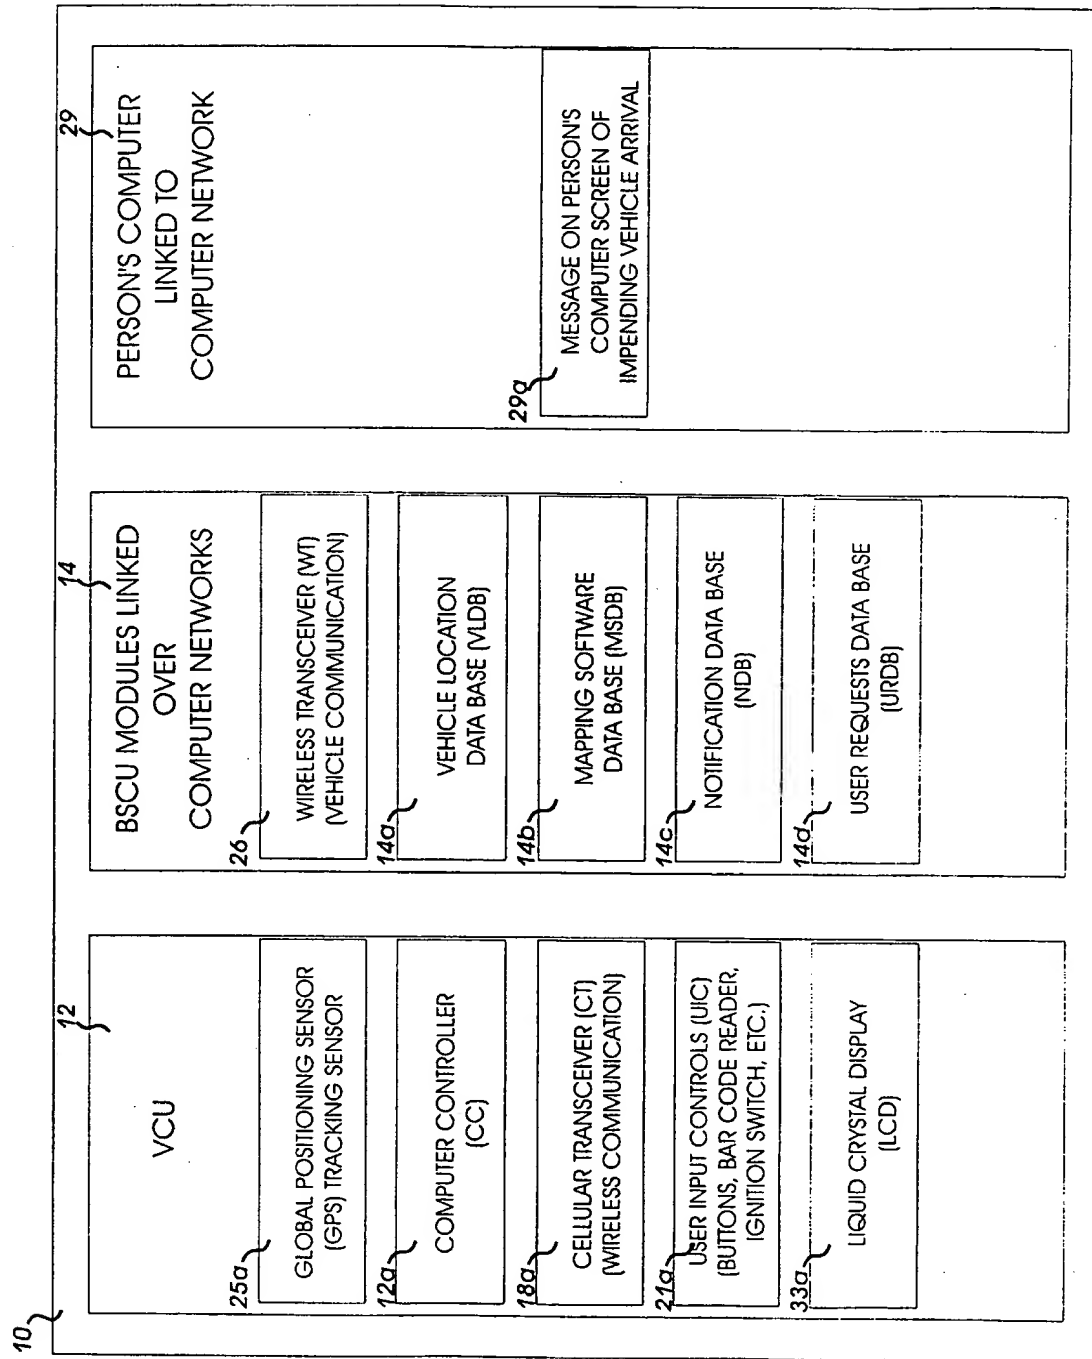 10
12
VCU
25a
GLOBAL POSITIONING SENSOR
(GPS) TRACKING SENSOR
12a
COMPUTER CONTROLLER
(CC)
18a
CELLULAR TRANSCEIVER (CT)
(WIRELESS COMMUNICATION)
21a
USER INPUT CONTROLS (UIC)
(BUTTONS, BAR CODE READER,
IGNITION SWITCH, ETC.)
33a
LIQUID CRYSTAL DISPLAY
(LCD)
14
BSCU MODULES LINKED
OVER
COMPUTER NETWORKS
26
WIRELESS TRANSCEIVER (WT)
(VEHICLE COMMUNICATION)
14a
VEHICLE LOCATION
DATA BASE (VLDB)
14b
MAPPING SOFTWARE
DATA BASE (MSDB)
14c
NOTIFICATION DATA BASE
(NDB)
14d
USER REQUESTS DATA BASE
(URDB)
29
PERSON'S COMPUTER
LINKED TO
COMPUTER NETWORK
29a
MESSAGE ON PERSON'S
COMPUTER SCREEN OF
IMPENDING VEHICLE ARRIVAL